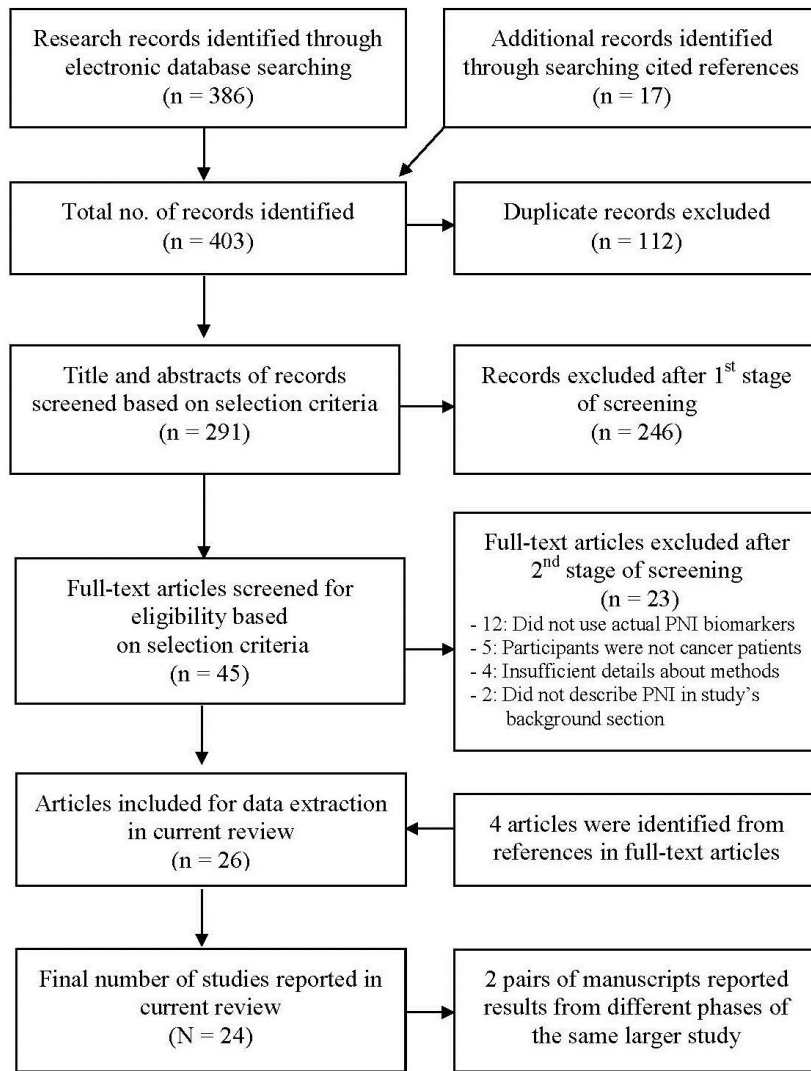 Research records identified through
electronic database searching
(n = 386)
Additional records identified
through searching cited references
(n = 17)
Total no. of records identified
(n = 403)
Duplicate records excluded
(n = 112)
Title and abstracts of records
screened based on selection criteria
(n = 291)
Records excluded after 1st stage
of screening
(n = 246)
Full-text articles screened for
eligibility based
on selection criteria
(n = 45)
Full-text articles excluded after
2nd stage of screening
(n = 23)
- 12: Did not use actual PNI biomarkers
- 5: Participants were not cancer patients
- 4: Insufficient details about methods
- 2: Did not describe PNI in study's
background section
Articles included for data extraction
in current review
(n = 26)
4 articles were identified from
references in full-text articles
Final number of studies reported in
current review
(N = 24)
2 pairs of manuscripts reported
results from different phases of
the same larger study